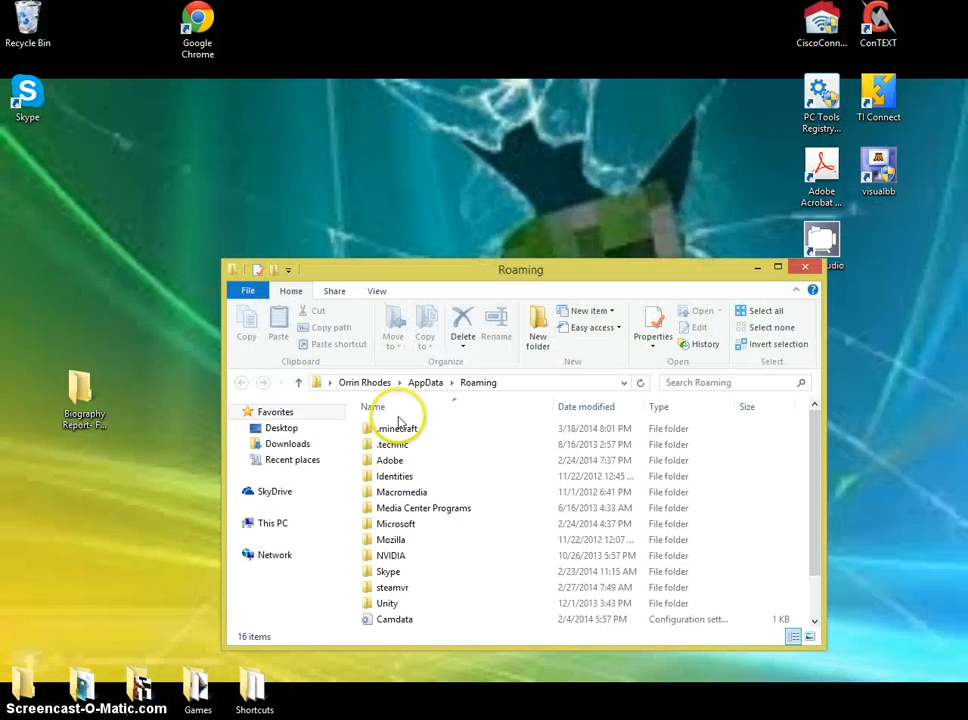 Recycle Bin
Google
Chrome
CiscoConn...
ConTEXT
Skype
PC Tools
Registry...
TI Connect
Adobe
Acrobat ...
visualbb
Roaming
File
Home
Share
View
Copy
Paste
Cut
Copy path
Paste shortcut
Clipboard
Move
to
Copy
to
Delete
Rename
Organize
New
folder
New item
Easy access
New
Properties
Open
Edit
History
Open
Select all
Select none
Invert selection
Select
Orrin Rhodes
AppData
Roaming
Search Roaming
Name
Date modified
Type
Size
Favorites
Desktop
Downloads
Recent places
SkyDrive
This PC
Network
.minecraft 3/18/2014 8:01 PM File folder
.technic 8/16/2013 2:57 PM File folder
Adobe 2/24/2014 7:37 PM File folder
Identities 11/22/2012 12:45 ... File folder
Macromedia 11/1/2012 6:41 PM File folder
Media Center Programs 6/16/2013 4:33 AM File folder
Microsoft 2/24/2014 4:37 PM File folder
Mozilla 11/22/2012 12:07 ... File folder
NVIDIA 10/26/2013 5:57 PM File folder
Skype 2/23/2014 11:15 AM File folder
steamvr 2/27/2014 7:49 AM File folder
Unity 12/1/2013 3:43 PM File folder
Camdata 2/4/2014 5:57 PM Configuration sett... 1 KB
16 items
Biography
Report- F...
Games
Shortcuts
Screencast-O-Matic.com